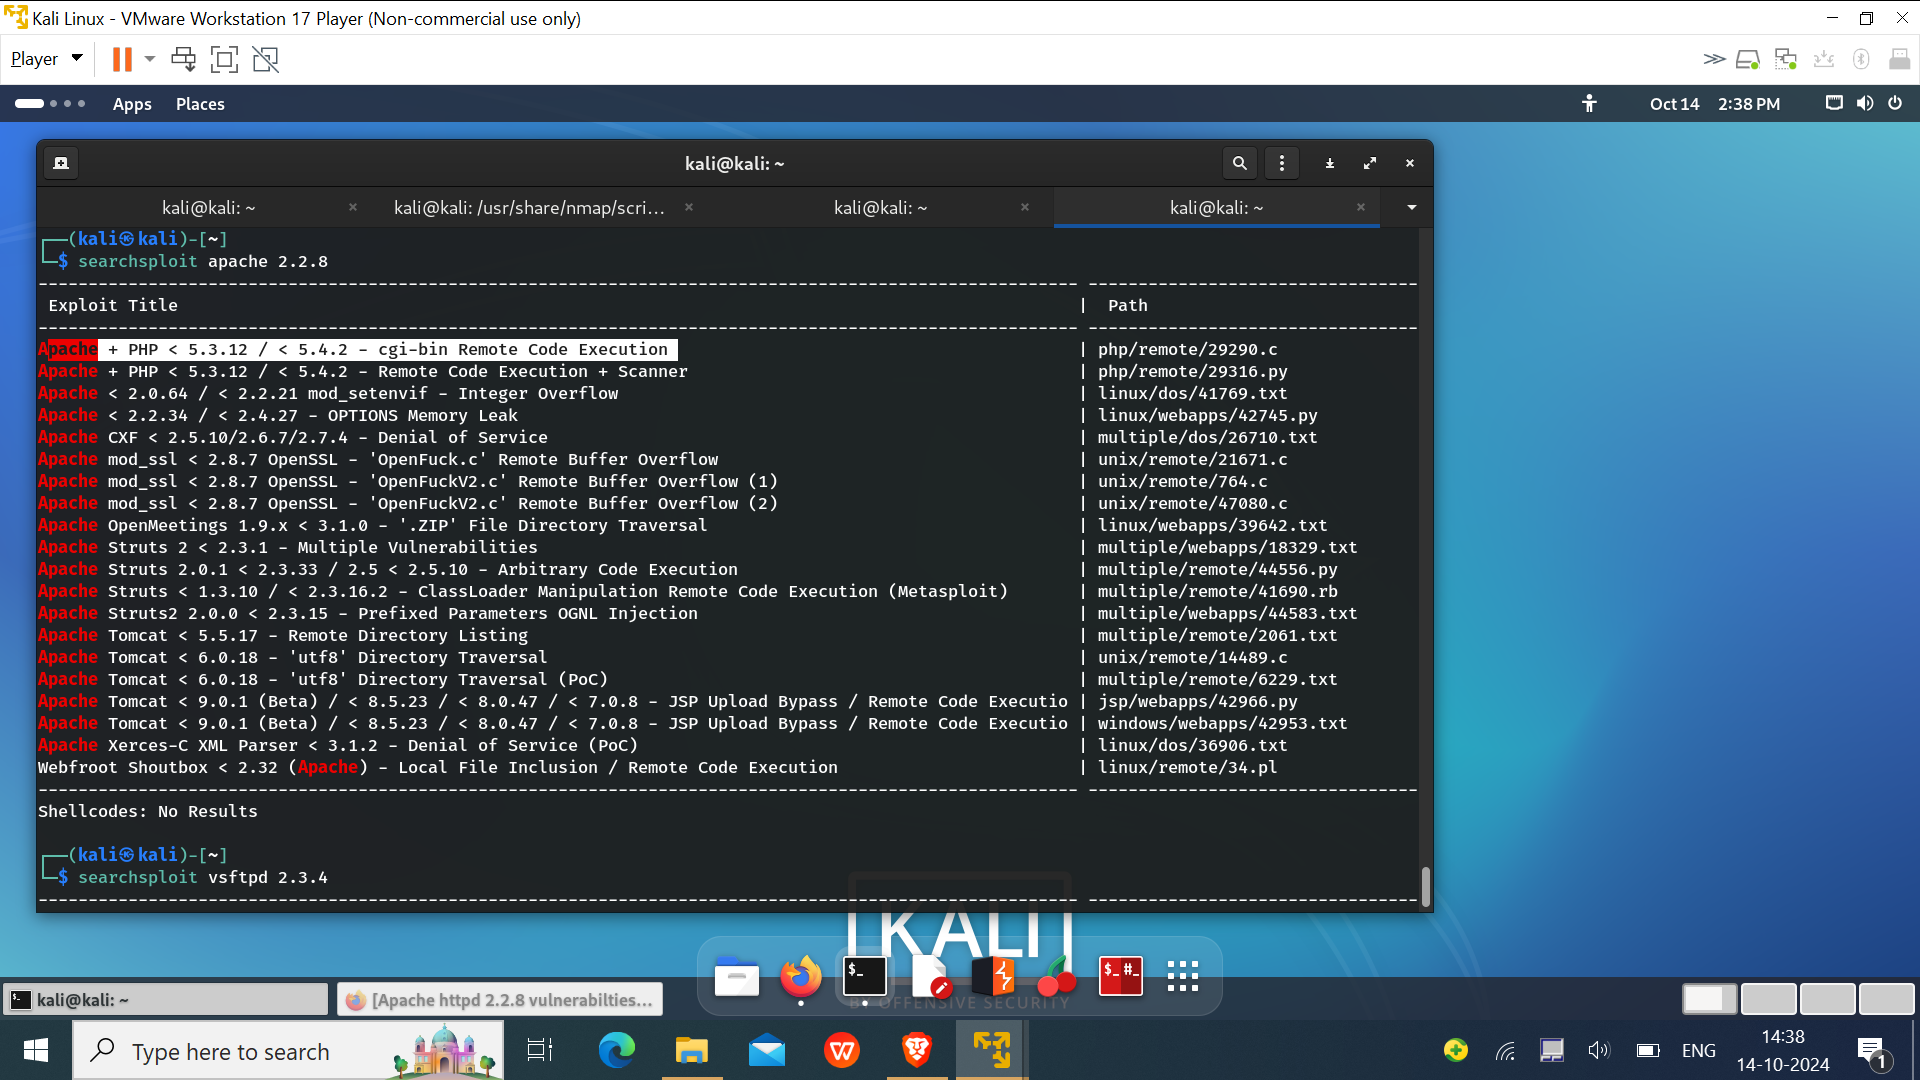 Kali Linux - VMware Workstation 17 Player (Non-commercial use only)
Player
Apps Places Oct 14 2:38 PM
kali@kali: ~
kali@kali: ~ kali@kali: /usr/share/nmap/scri... kali@kali: ~ kali@kali: ~
(kali㉿kali)-[~]
$ searchsploit apache 2.2.8
Exploit Title | Path
Apache + PHP < 5.3.12 / < 5.4.2 - cgi-bin Remote Code Execution | php/remote/29290.c
Apache + PHP < 5.3.12 / < 5.4.2 - Remote Code Execution + Scanner | php/remote/29316.py
Apache < 2.0.64 / < 2.2.21 mod_setenvif - Integer Overflow | linux/dos/41769.txt
Apache < 2.2.34 / < 2.4.27 - OPTIONS Memory Leak | linux/webapps/42745.py
Apache CXF < 2.5.10/2.6.7/2.7.4 - Denial of Service | multiple/dos/26710.txt
Apache mod_ssl < 2.8.7 OpenSSL - 'OpenFuck.c' Remote Buffer Overflow | unix/remote/21671.c
Apache mod_ssl < 2.8.7 OpenSSL - 'OpenFuckV2.c' Remote Buffer Overflow (1) | unix/remote/764.c
Apache mod_ssl < 2.8.7 OpenSSL - 'OpenFuckV2.c' Remote Buffer Overflow (2) | unix/remote/47080.c
Apache OpenMeetings 1.9.x < 3.1.0 - '.ZIP' File Directory Traversal | linux/webapps/39642.txt
Apache Struts 2 < 2.3.1 - Multiple Vulnerabilities | multiple/webapps/18329.txt
Apache Struts 2.0.1 < 2.3.33 / 2.5 < 2.5.10 - Arbitrary Code Execution | multiple/remote/44556.py
Apache Struts < 1.3.10 / < 2.3.16.2 - ClassLoader Manipulation Remote Code Execution (Metasploit) | multiple/remote/41690.rb
Apache Struts2 2.0.0 < 2.3.15 - Prefixed Parameters OGNL Injection | multiple/webapps/44583.txt
Apache Tomcat < 5.5.17 - Remote Directory Listing | multiple/remote/2061.txt
Apache Tomcat < 6.0.18 - 'utf8' Directory Traversal | unix/remote/14489.c
Apache Tomcat < 6.0.18 - 'utf8' Directory Traversal (PoC) | multiple/remote/6229.txt
Apache Tomcat < 9.0.1 (Beta) / < 8.5.23 / < 8.0.47 / < 7.0.8 - JSP Upload Bypass / Remote Code Executio | jsp/webapps/42966.py
Apache Tomcat < 9.0.1 (Beta) / < 8.5.23 / < 8.0.47 / < 7.0.8 - JSP Upload Bypass / Remote Code Executio | windows/webapps/42953.txt
Apache Xerces-C XML Parser < 3.1.2 - Denial of Service (PoC) | linux/dos/36906.txt
Webfroot Shoutbox < 2.32 (Apache) - Local File Inclusion / Remote Code Execution | linux/remote/34.pl
Shellcodes: No Results
(kali㉿kali)-[~]
$ searchsploit vsftpd 2.3.4
KALI
BY OFFENSIVE SECURITY
$_
$_ #_
kali@kali: ~ [Apache httpd 2.2.8 vulnerabilties...
Type here to search
ENG
14:38
14-10-2024
1